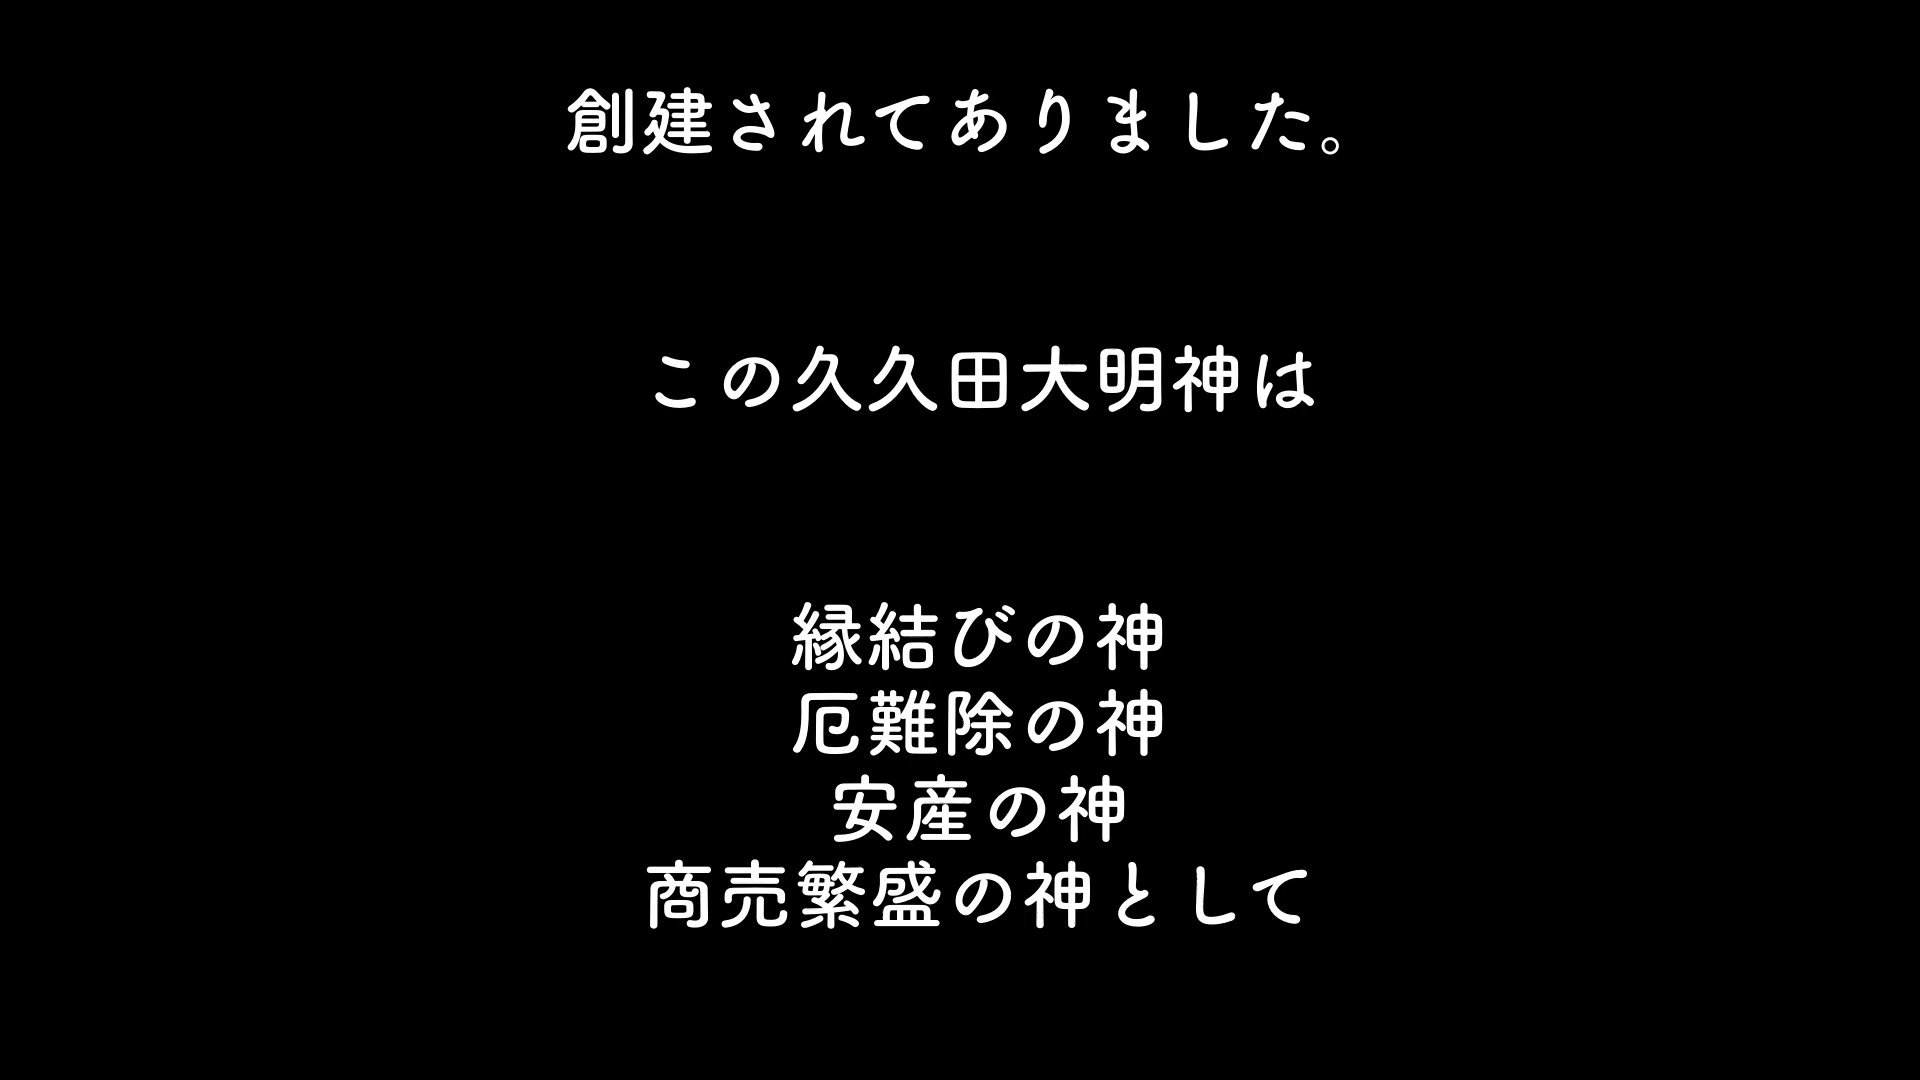 創建されてありました。
この久久田大明神は
縁結びの神
厄難除の神
安産の神
商売繁盛の神として